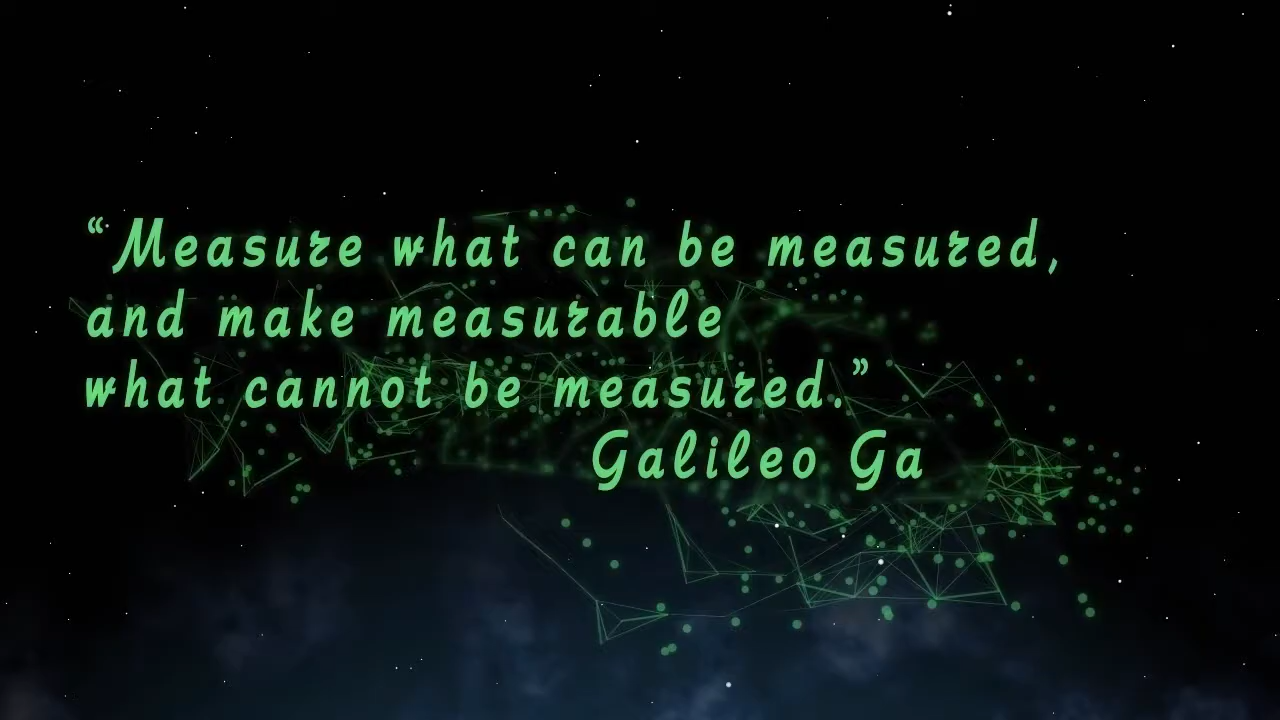 “Measure what can be measured,
and make measurable
what cannot be measured.”
Galileo Ga